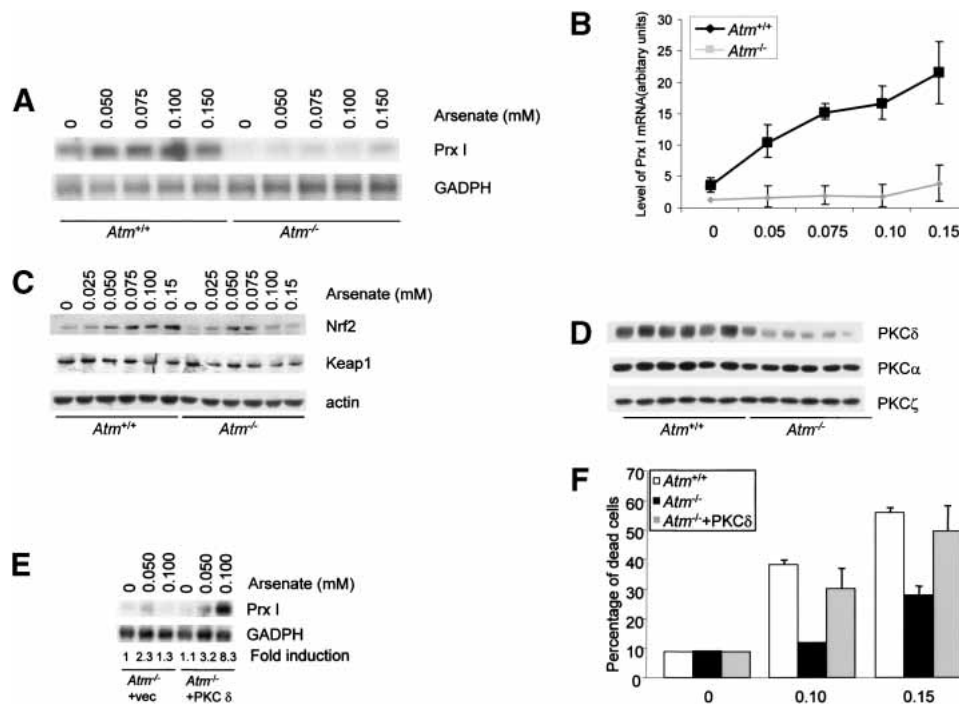 A
0 0.050 0.075 0.100 0.150 0 0.050 0.075 0.100 0.150
Arsenate (mM)
Prx I
GADPH
Atm+/+ Atm-/-
B
Level of Prx I mRNA(arbitary units)
30
25
20
15
10
5
0
Atm+/+
Atm-/-
0 0.05 0.075 0.10 0.15
C
0 0.025 0.050 0.075 0.100 0.15 0 0.025 0.050 0.075 0.100 0.15
Arsenate (mM)
Nrf2
Keap1
actin
Atm+/+ Atm-/-
D
PKCδ
PKCα
PKCζ
Atm+/+ Atm-/-
E
0 0.050 0.100 0 0.050 0.100
Arsenate (mM)
Prx I
GADPH
1 2.3 1.3 1.1 3.2 8.3 Fold induction
Atm-/- Atm-/-
+vec +PKC δ
F
Percentage of dead cells
70
60
50
40
30
20
10
0
Atm+/+
Atm-/-
Atm-/-+PKCδ
0 0.10 0.15